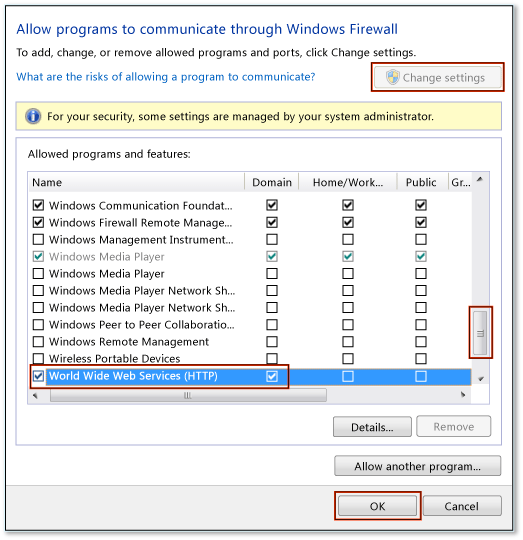 Allow programs to communicate through Windows Firewall
To add, change, or remove allowed programs and ports, click Change settings.
What are the risks of allowing a program to communicate? Change settings
For your security, some settings are managed by your system administrator.
Allowed programs and features:
Name Domain Home/Work... Public Gr...
Windows Communication Foundat...
Windows Firewall Remote Manage...
Windows Management Instrument...
Windows Media Player
Windows Media Player
Windows Media Player Network Sh...
Windows Media Player Network Sh...
Windows Peer to Peer Collaboratio...
Windows Remote Management
Wireless Portable Devices
World Wide Web Services (HTTP)
Details... Remove
Allow another program...
OK Cancel